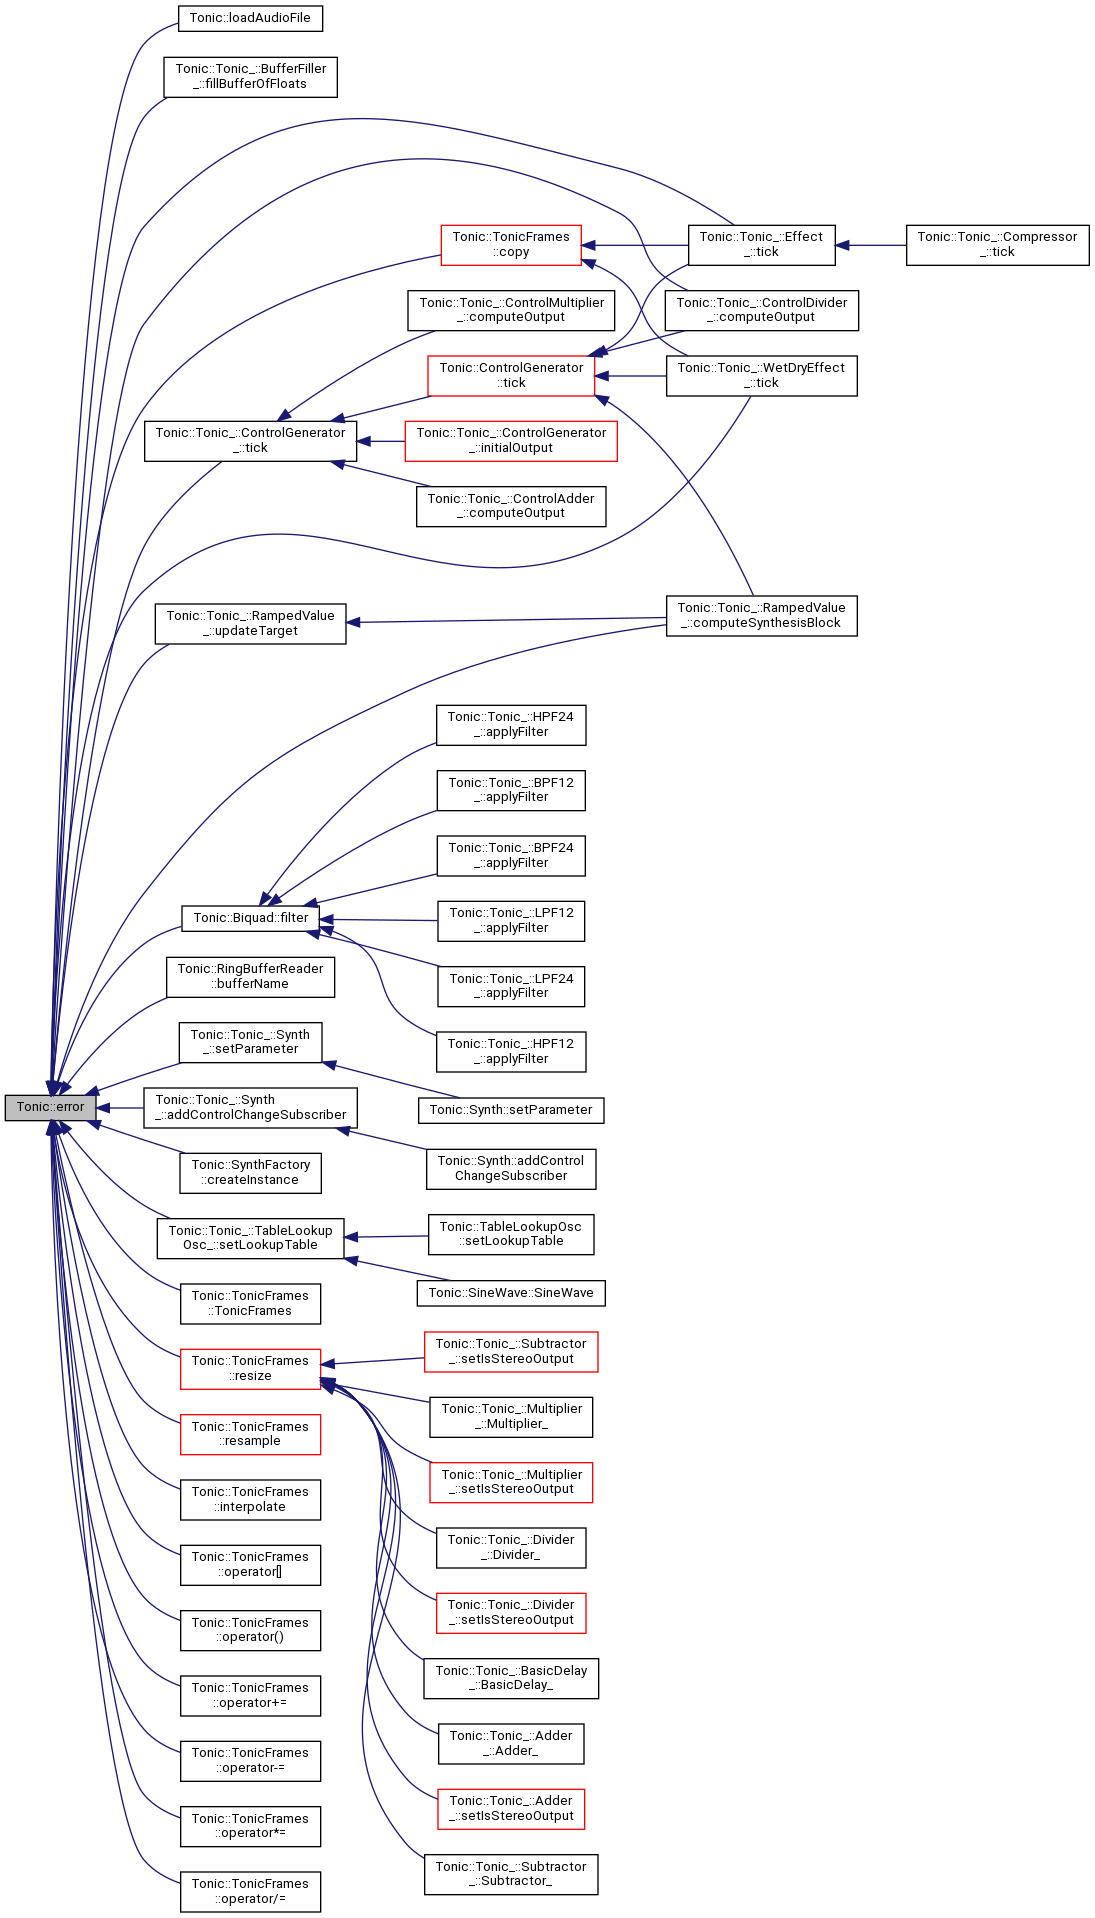 Tonic::loadAudioFile
Tonic::Tonic_::BufferFiller
_::fillBufferOfFloats
Tonic::TonicFrames
::copy
Tonic::Tonic_::Effect
_::tick
Tonic::Tonic_::Compressor
_::tick
Tonic::Tonic_::ControlMultiplier
_::computeOutput
Tonic::Tonic_::ControlDivider
_::computeOutput
Tonic::ControlGenerator
::tick
Tonic::Tonic_::WetDryEffect
_::tick
Tonic::Tonic_::ControlGenerator
_::tick
Tonic::Tonic_::ControlGenerator
_::initialOutput
Tonic::Tonic_::ControlAdder
_::computeOutput
Tonic::Tonic_::RampedValue
_::updateTarget
Tonic::Tonic_::RampedValue
_::computeSynthesisBlock
Tonic::Tonic_::HPF24
_::applyFilter
Tonic::Tonic_::BPF12
_::applyFilter
Tonic::Tonic_::BPF24
_::applyFilter
Tonic::Biquad::filter
Tonic::Tonic_::LPF12
_::applyFilter
Tonic::RingBufferReader
::bufferName
Tonic::Tonic_::LPF24
_::applyFilter
Tonic::Tonic_::Synth
_::setParameter
Tonic::Tonic_::HPF12
_::applyFilter
Tonic::error
Tonic::Tonic_::Synth
_::addControlChangeSubscriber
Tonic::Synth::setParameter
Tonic::SynthFactory
::createInstance
Tonic::Synth::addControl
ChangeSubscriber
Tonic::Tonic_::TableLookup
Osc_::setLookupTable
Tonic::TableLookupOsc
::setLookupTable
Tonic::SineWave::SineWave
Tonic::TonicFrames
::TonicFrames
Tonic::TonicFrames
::resize
Tonic::Tonic_::Subtractor
_::setIsStereoOutput
Tonic::Tonic_::Multiplier
_::Multiplier_
Tonic::TonicFrames
::resample
Tonic::Tonic_::Multiplier
_::setIsStereoOutput
Tonic::TonicFrames
::interpolate
Tonic::Tonic_::Divider
_::Divider_
Tonic::TonicFrames
::operator[]
Tonic::Tonic_::Divider
_::setIsStereoOutput
Tonic::TonicFrames
::operator()
Tonic::Tonic_::BasicDelay
_::BasicDelay_
Tonic::TonicFrames
::operator+=
Tonic::Tonic_::Adder
_::Adder_
Tonic::TonicFrames
::operator-=
Tonic::Tonic_::Adder
_::setIsStereoOutput
Tonic::TonicFrames
::operator*=
Tonic::Tonic_::Subtractor
_::Subtractor_
Tonic::TonicFrames
::operator/=